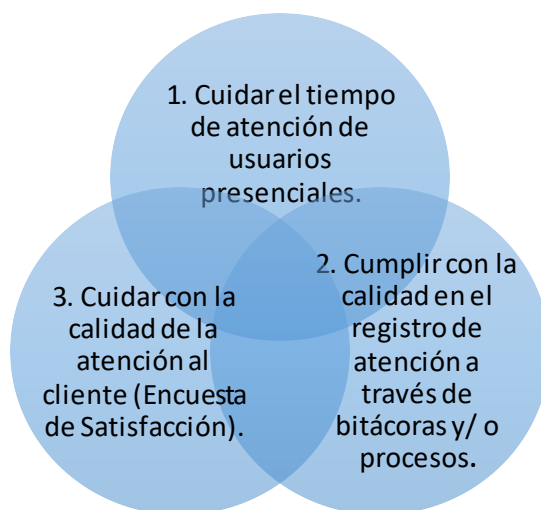 1. Cuidar el tiempo
de atención de
usuarios
presenciales.
2. Cumplir con la
calidad en el
registro de
atención a
través de
bitácoras y/ o
procesos.
3. Cuidar con la
calidad de la
atención al
cliente (Encuesta
de Satisfacción).